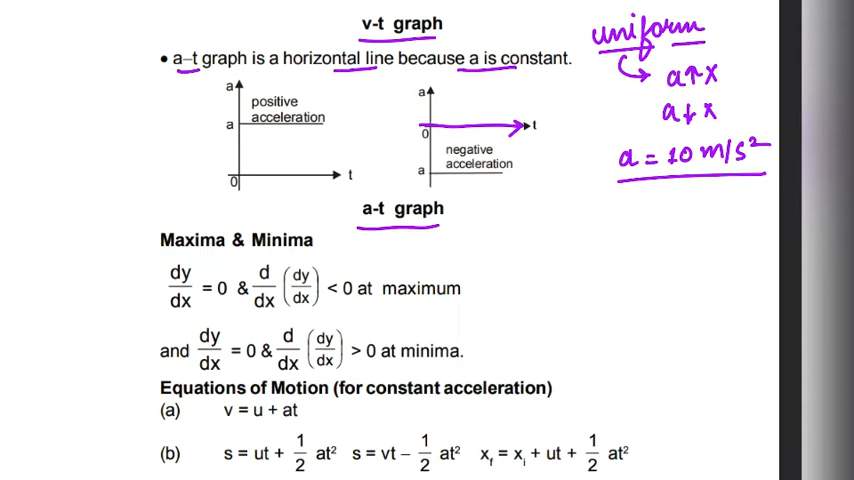 v-t graph
• a–t graph is a horizontal line because a is constant.
uniform
a↑x
a↓x
a = 10 m/s²
a
positive
acceleration
a
0
t
a
0
t
negative
acceleration
a
a-t graph
Maxima & Minima
dy/dx = 0 & d/dx (dy/dx) < 0 at maximum
and dy/dx = 0 & d/dx (dy/dx) > 0 at minima.
Equations of Motion (for constant acceleration)
(a) v = u + at
(b) s = ut + 1/2 at² s = vt – 1/2 at² x_f = x_i + ut + 1/2 at²